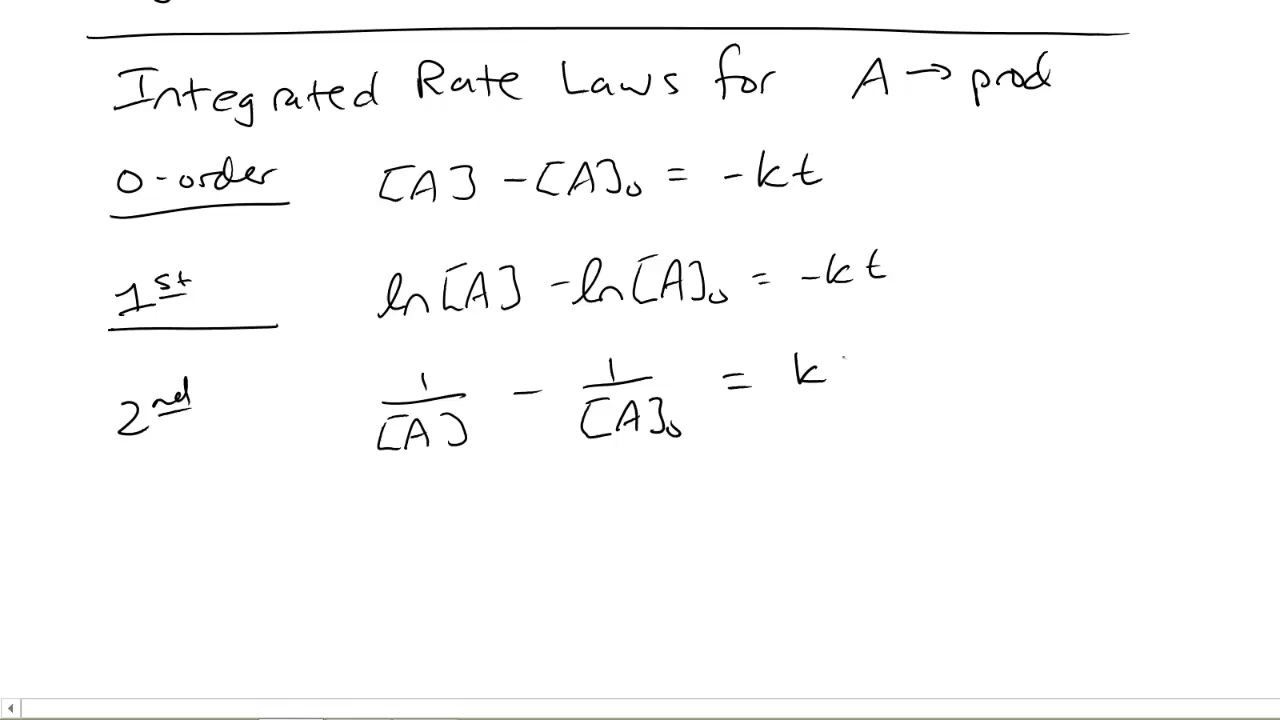 Integrated Rate Laws for A → prod
0-order [A] - [A]₀ = -kt
1st ln[A] - ln[A]₀ = -kt
2nd 1/[A] - 1/[A]₀ = k